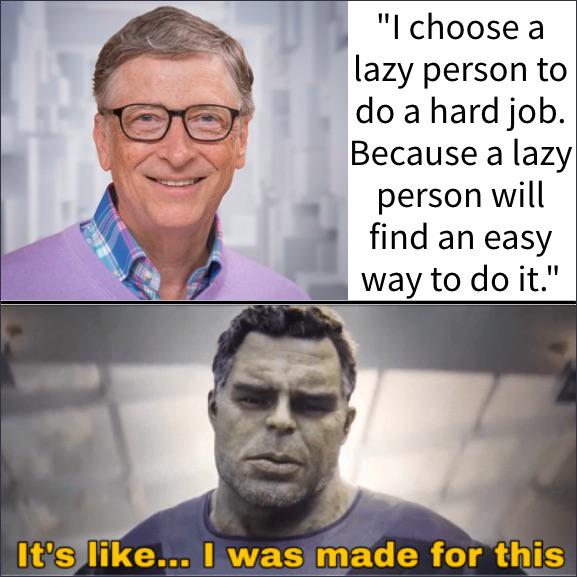 "I choose a
lazy person to
do a hard job.
Because a lazy
person will
find an easy
way to do it."
It's like... I was made for this